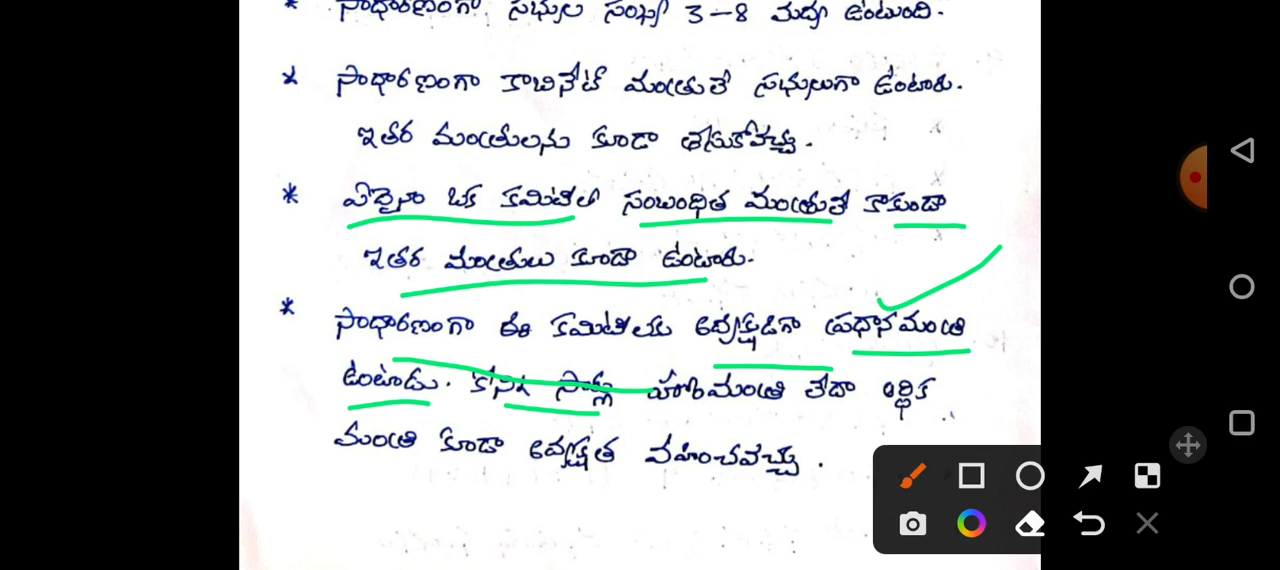 * సాధారణంగా సభ్యుల సంఖ్య 3-8 మధ్య ఉంటుంది.
* సాధారణంగా కాబినేట్ మంత్రులే సభ్యులుగా ఉంటారు.
ఇతర మంత్రులను కూడా తీసుకోవచ్చు.
* ఏదైనా ఒక కమిటీలో సంబంధిత మంత్రులే కాకుండా
ఇతర మంత్రులు కూడా ఉంటారు.
* సాధారణంగా ఈ కమిటీలకు అధ్యక్షుడిగా ప్రధానమంత్రి
ఉంటాడు. కొన్ని సార్లు హోంమంత్రి లేదా ఆర్థిక
మంత్రి కూడా అధ్యక్షత వహించవచ్చు.